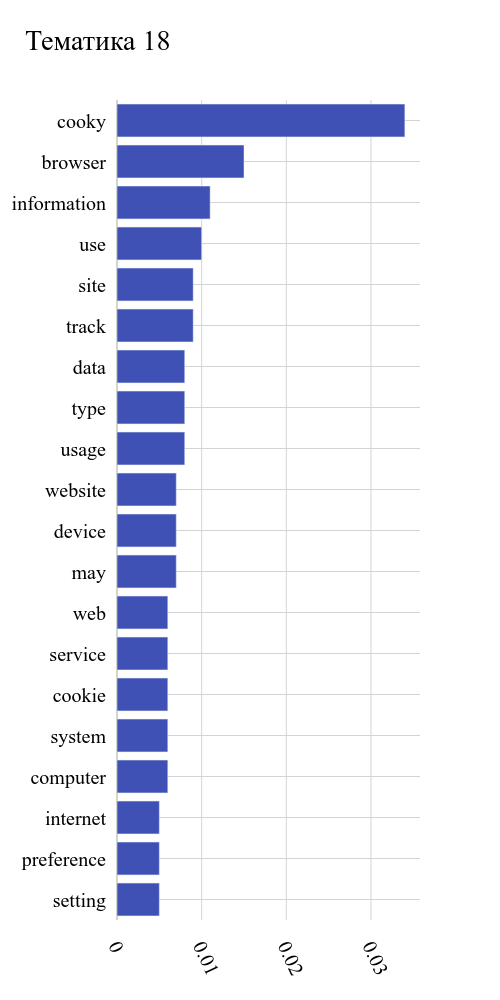 Тематика 18
cooky
browser
information
use
site
track
data
type
usage
website
device
may
web
service
cookie
system
computer
internet
preference
setting
0
0.01
0.02
0.03